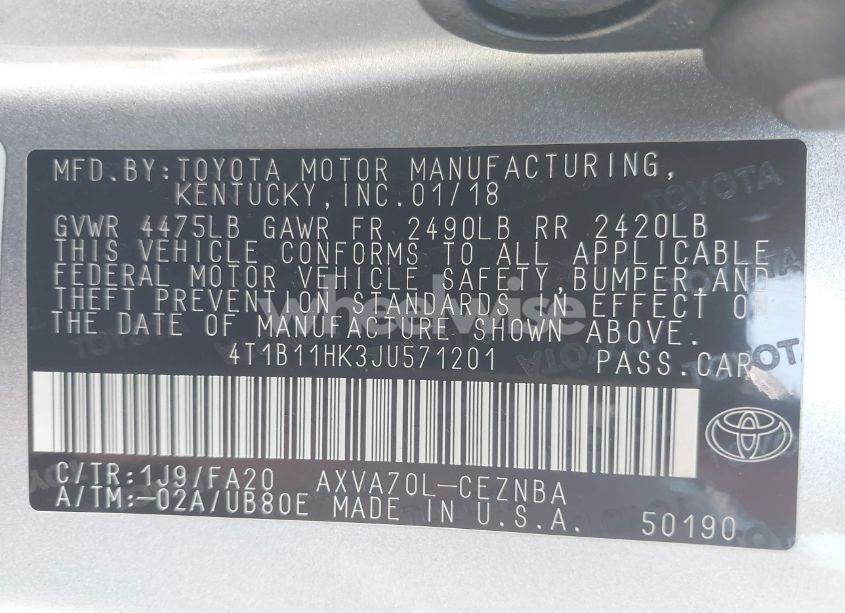 MFD.BY:TOYOTA MOTOR MANUFACTURING,
KENTUCKY,INC.01/18
GVWR 4475LB GAWR FR 2490LB RR 2420LB
THIS VEHICLE CONFORMS TO ALL APPLICABLE
FEDERAL MOTOR VEHICLE SAFETY,BUMPER,AND
THEFT PREVENTION STANDARDS IN EFFECT ON
THE DATE OF MANUFACTURE SHOWN ABOVE.
4T1B11HK3JU571201 PASS.CAR
C/TR:1J9/FA20 AXVA70L-CEZNBA
A/TM:-02A/UB80E MADE IN U.S.A. 50190
wheelvise